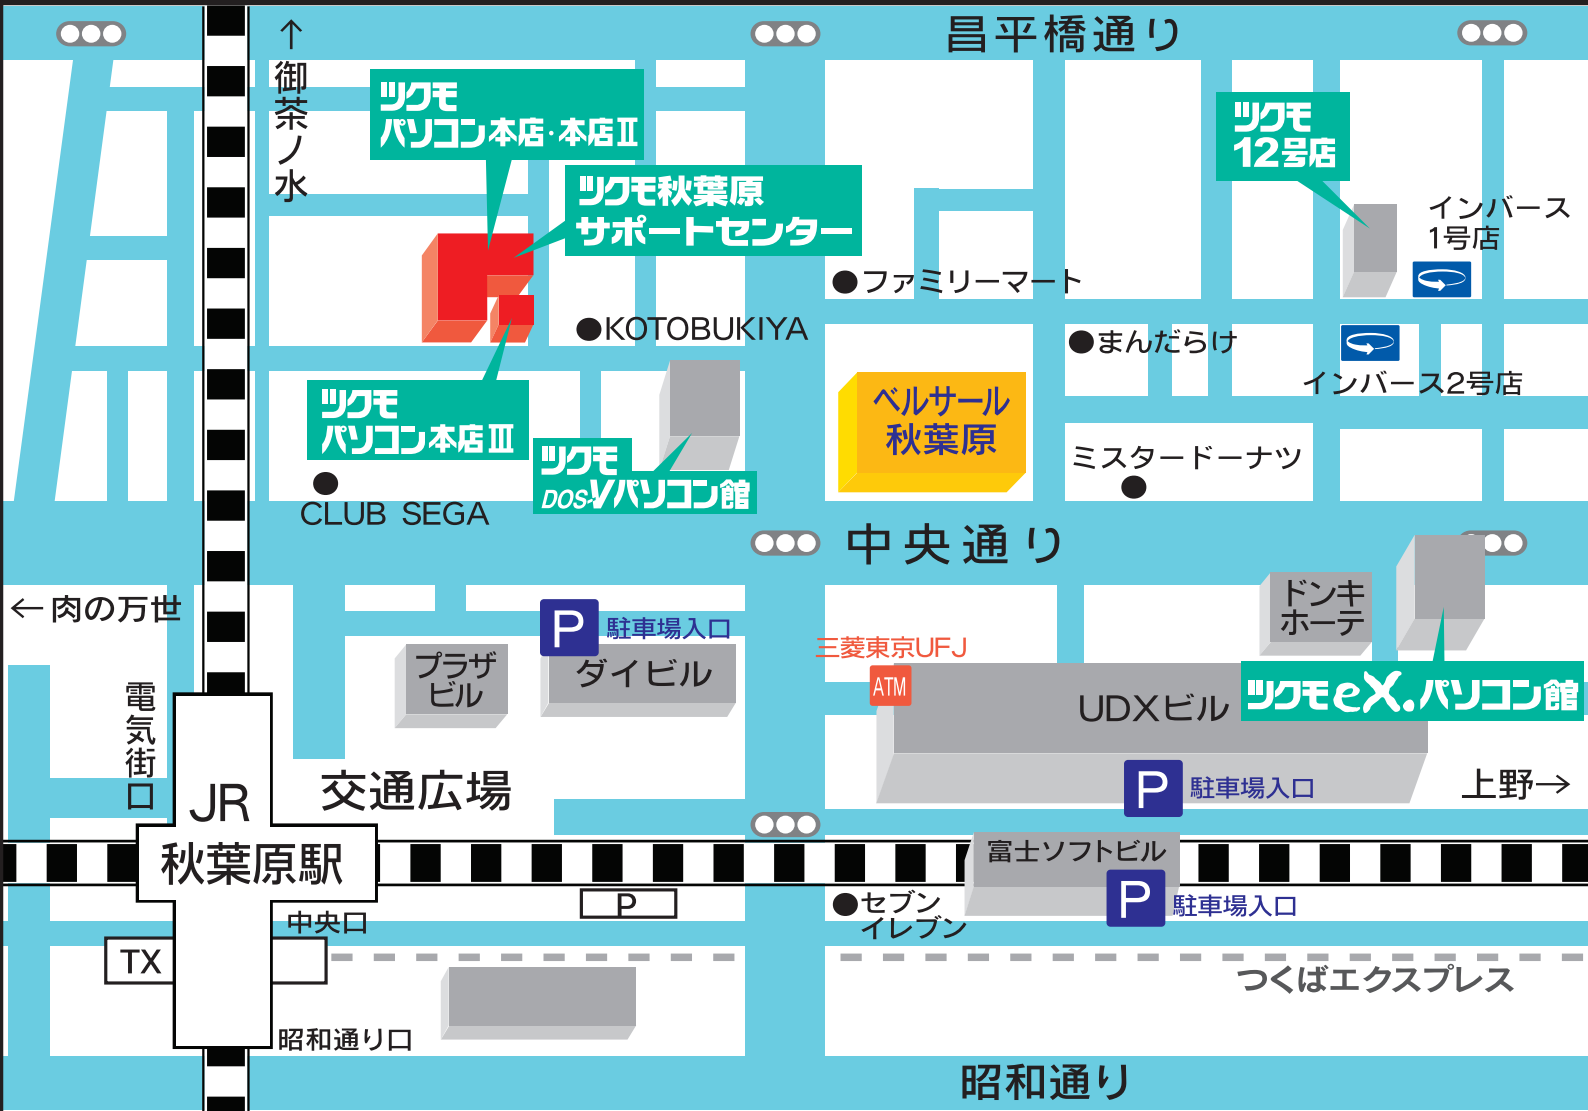 昌平橋通り
↑
御茶ノ水
ツクモ
パソコン本店・本店Ⅱ
ツクモ秋葉原
サポートセンター
ツクモ
12号店
インバース
1号店
ファミリーマート
KOTOBUKIYA
まんだらけ
インバース2号店
ツクモ
パソコン本店Ⅲ
ベルサール
秋葉原
ミスタードーナツ
ツクモ
DOS-Vパソコン館
CLUB SEGA
中央通り
←肉の万世
P
駐車場入口
プラザ
ビル
ダイビル
三菱東京UFJ
ATM
UDXビル
ドンキ
ホーテ
ツクモeX.パソコン館
電気街口
JR
秋葉原駅
交通広場
P
駐車場入口
上野→
富士ソフトビル
P
駐車場入口
P
セブン
イレブン
中央口
TX
つくばエクスプレス
昭和通り口
昭和通り